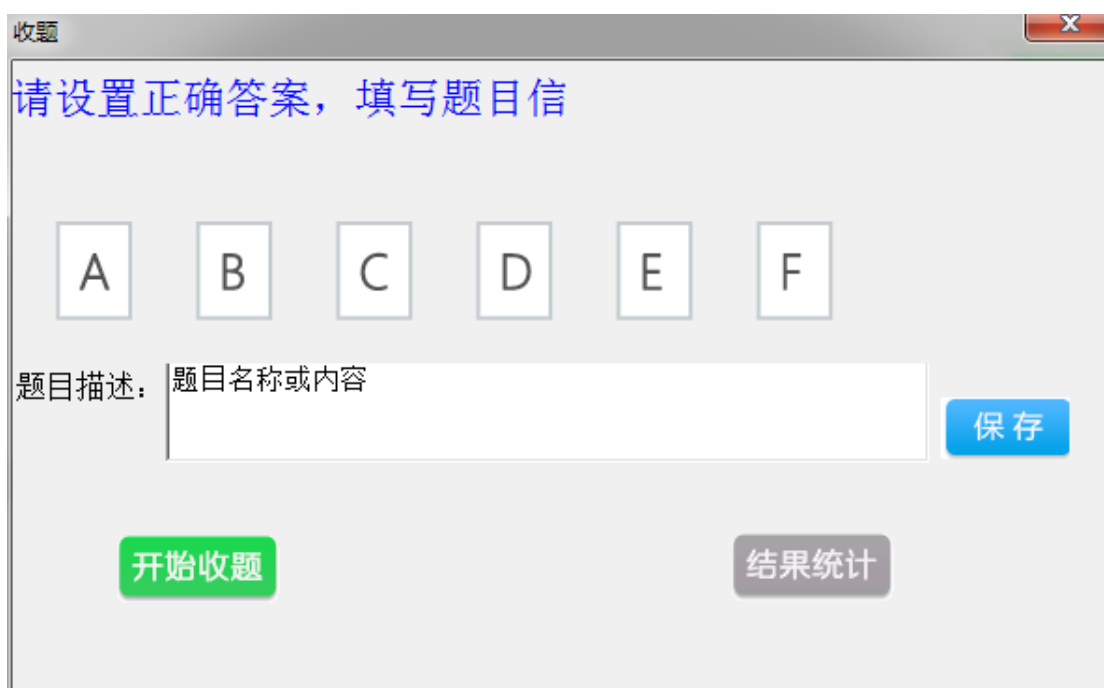 收题
X
请设置正确答案，填写题目信
A B C D E F
题目描述：题目名称或内容
保存
开始收题 结果统计